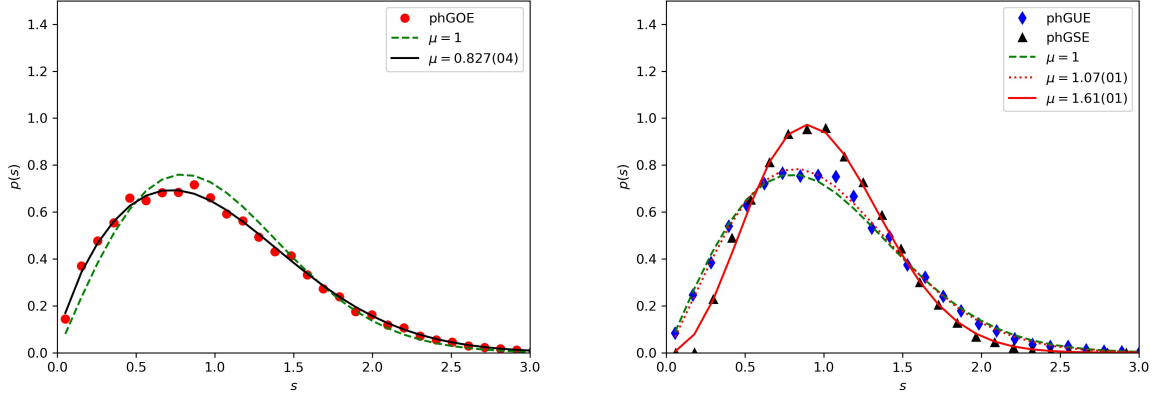 phGOE
μ = 1
μ = 0.827(04)
p(s)
1.4
1.2
1.0
0.8
0.6
0.4
0.2
0.0
0.0 0.5 1.0 1.5 2.0 2.5 3.0
s
phGUE
phGSE
μ = 1
μ = 1.07(01)
μ = 1.61(01)
p(s)
1.4
1.2
1.0
0.8
0.6
0.4
0.2
0.0
0.0 0.5 1.0 1.5 2.0 2.5 3.0
s